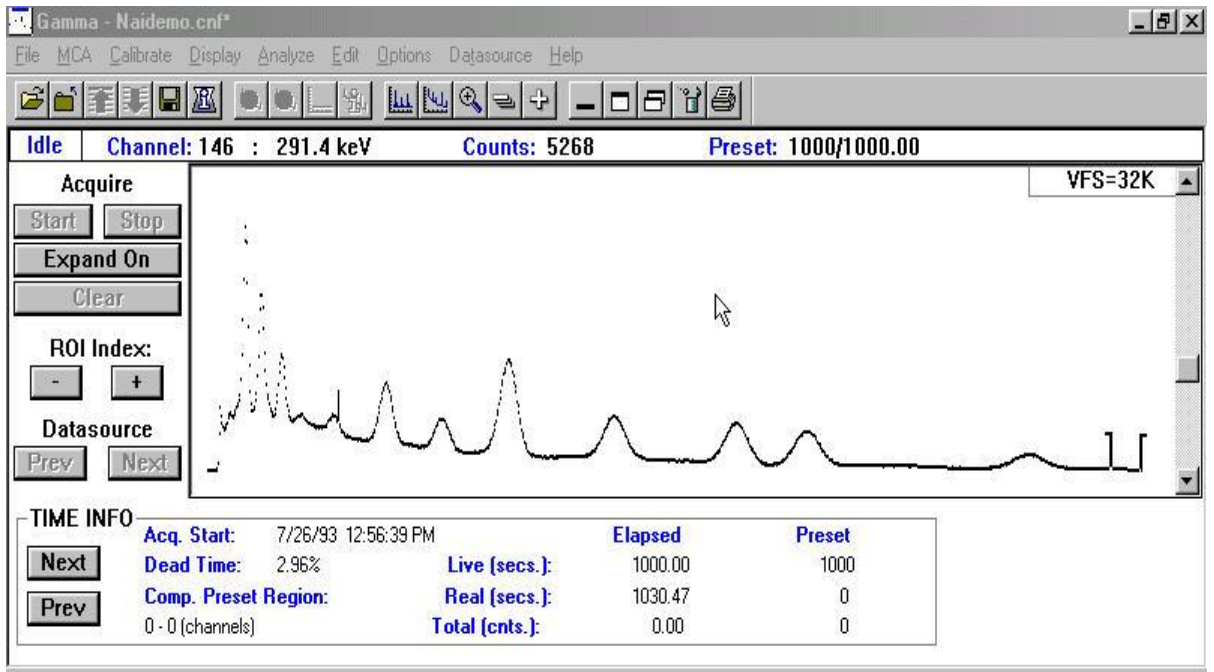 Gamma - Naidemo.cnf*
File MCA Calibrate Display Analyze Edit Options Datasource Help
Idle Channel: 146 : 291.4 keV Counts: 5268 Preset: 1000/1000.00
Acquire
VFS=32K
Start Stop
Expand On
Clear
ROI Index:
- +
Datasource
Prev Next
TIME INFO
Acq. Start: 7/26/93 12:56:39 PM Elapsed Preset
Next Dead Time: 2.96% Live (secs.): 1000.00 1000
Prev Comp. Preset Region: Real (secs.): 1030.47 0
0 - 0 (channels) Total (cnts.): 0.00 0